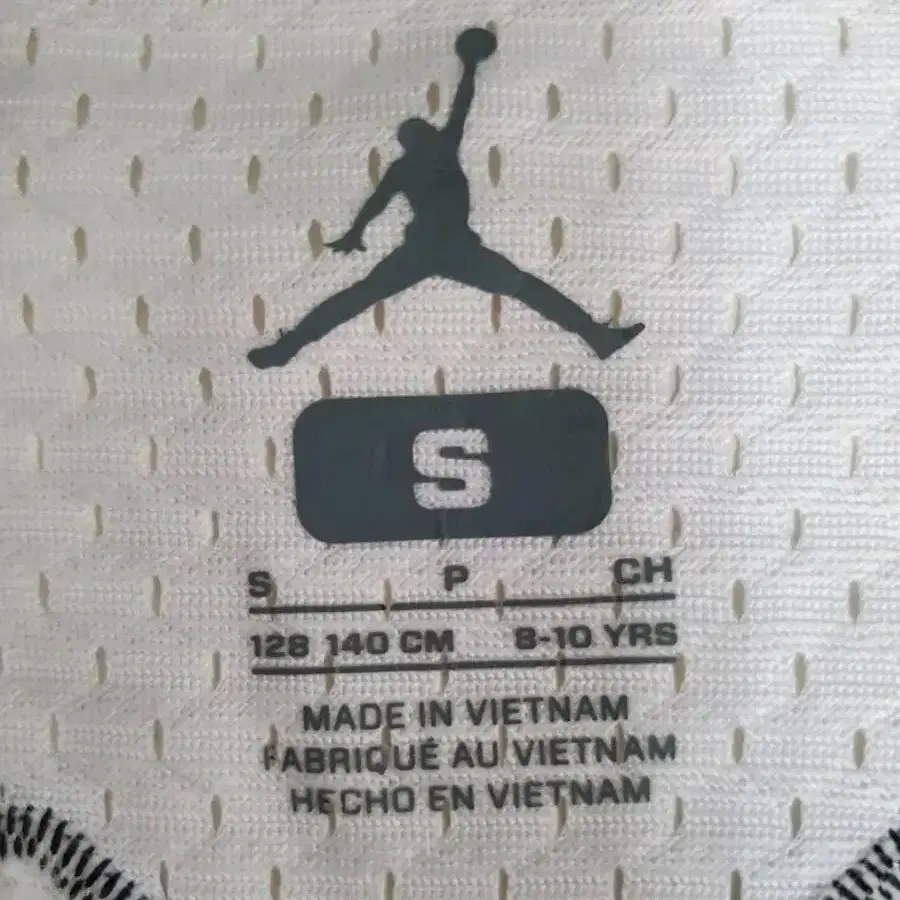 S
S P CH
128 140 CM 8-10 YRS
MADE IN VIETNAM
FABRIQUÉ AU VIETNAM
HECHO EN VIETNAM